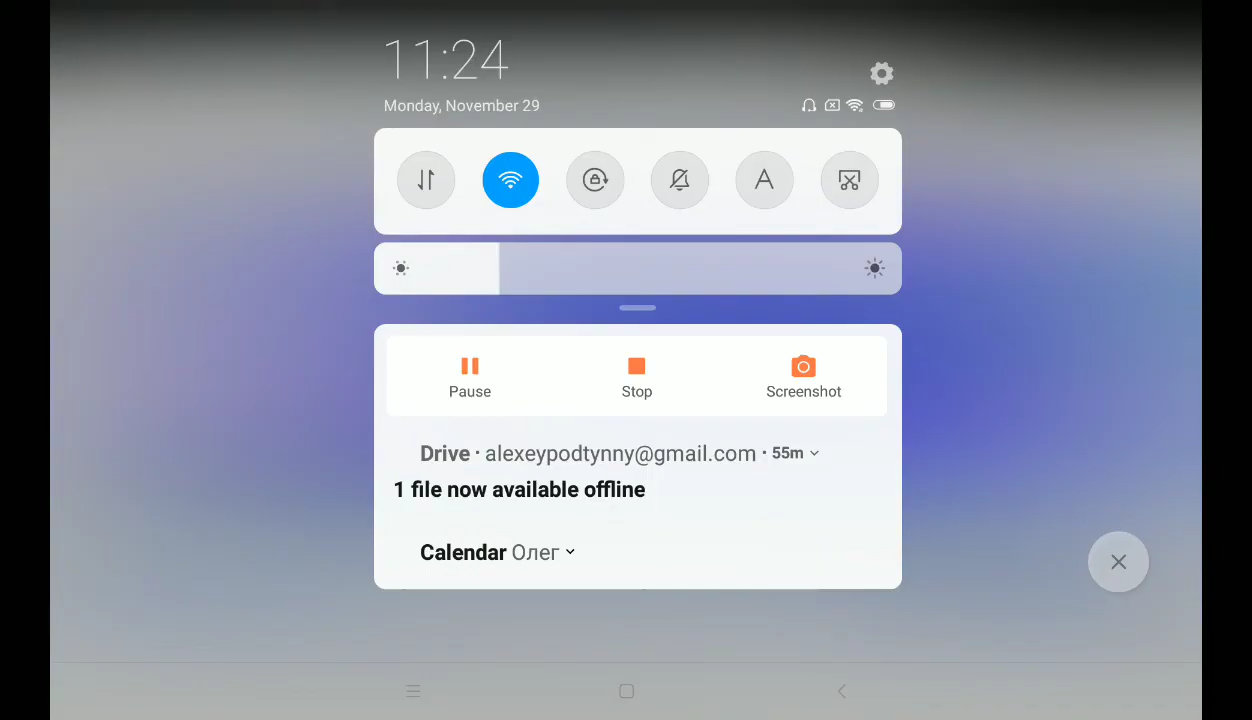 11:24
Monday, November 29
A
Pause Stop Screenshot
Drive · alexeypodtynny@gmail.com · 55m
1 file now available offline
Calendar Олег